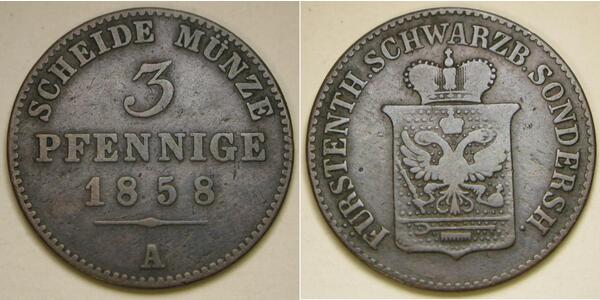 SCHEIDE MÜNZE
3
PFENNIGE
1858
A
FÜRSTENTH. SCHWARZB. SONDERSH.